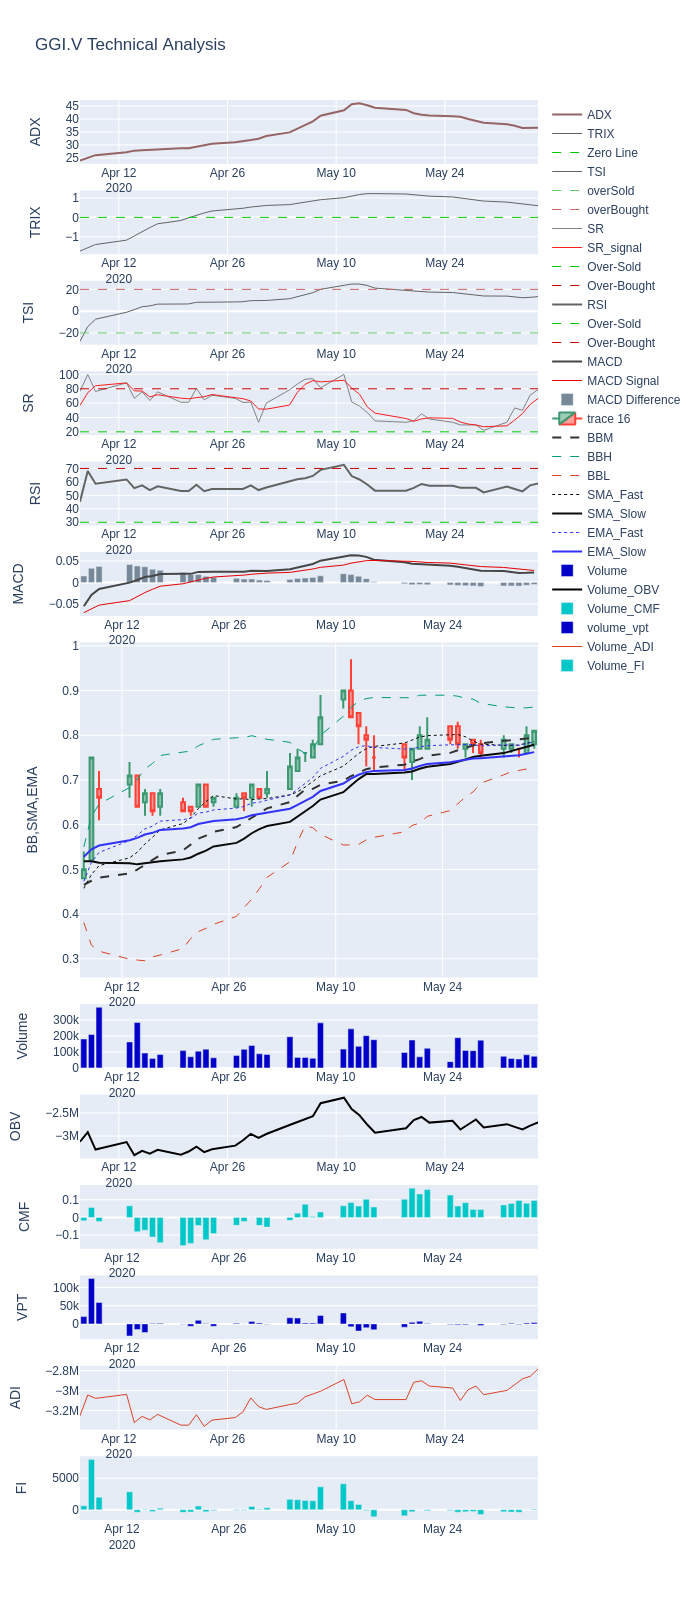 GGI.V Technical Analysis
ADX
45
40
35
30
25
Apr 12
2020
Apr 26
May 10
May 24
TRIX
1
0
−1
Apr 12
2020
Apr 26
May 10
May 24
TSI
20
0
−20
Apr 12
2020
Apr 26
May 10
May 24
SR
100
80
60
40
20
Apr 12
2020
Apr 26
May 10
May 24
RSI
70
60
50
40
30
Apr 12
2020
Apr 26
May 10
May 24
MACD
0.05
0
−0.05
Apr 12
2020
Apr 26
May 10
May 24
BB,SMA,EMA
1
0.9
0.8
0.7
0.6
0.5
0.4
0.3
Apr 12
2020
Apr 26
May 10
May 24
Volume
300k
200k
100k
0
Apr 12
2020
Apr 26
May 10
May 24
OBV
−2.5M
−3M
Apr 12
2020
Apr 26
May 10
May 24
CMF
0.1
0
−0.1
Apr 12
2020
Apr 26
May 10
May 24
VPT
100k
50k
0
Apr 12
2020
Apr 26
May 10
May 24
ADI
−2.8M
−3M
−3.2M
Apr 12
2020
Apr 26
May 10
May 24
FI
5000
0
Apr 12
2020
Apr 26
May 10
May 24
ADX
TRIX
Zero Line
TSI
overSold
overBought
SR
SR_signal
Over-Sold
Over-Bought
RSI
Over-Sold
Over-Bought
MACD
MACD Signal
MACD Difference
trace 16
BBM
BBH
BBL
SMA_Fast
SMA_Slow
EMA_Fast
EMA_Slow
Volume
Volume_OBV
Volume_CMF
volume_vpt
Volume_ADI
Volume_FI